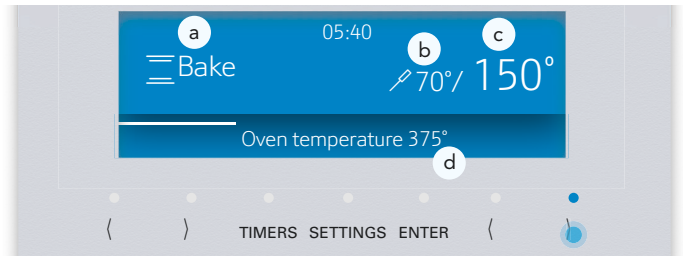 a
05:40
b
c
Bake
70°/ 150°
Oven temperature 375°
d
⟨ ⟩ TIMERS SETTINGS ENTER ⟨ ⟩